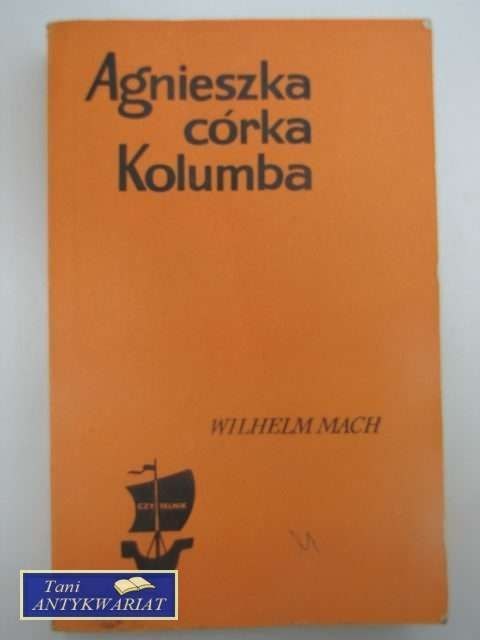 Agnieszka
córka
Kolumba
WILHELM MACH
CZYTELNIK
Tani
ANTYKWARIAT